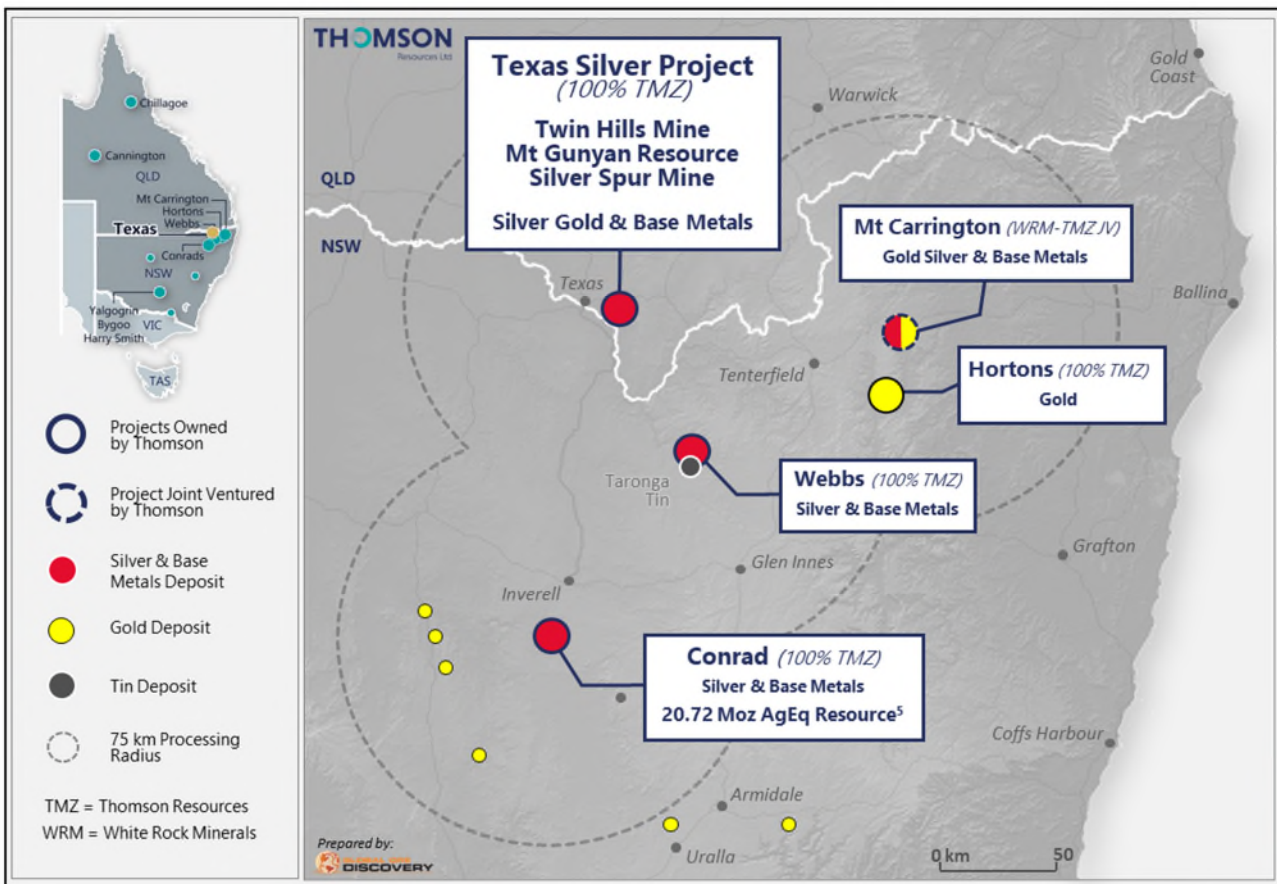 Chillagoe
Cannington
QLD
Mt Carrington
Hortons
Webbs
Texas
Conrads
NSW
Yalgogrin
Bygoo
Harry Smith
VIC
TAS
Projects Owned
by Thomson
Project Joint Ventured
by Thomson
Silver & Base
Metals Deposit
Gold Deposit
Tin Deposit
75 km Processing
Radius
TMZ = Thomson Resources
WRM = White Rock Minerals
THOMSON
Resources Ltd
Texas Silver Project
(100% TMZ)
Twin Hills Mine
Mt Gunyan Resource
Silver Spur Mine
Silver Gold & Base Metals
Gold
Coast
Warwick
QLD
NSW
Mt Carrington (WRM-TMZ JV)
Gold Silver & Base Metals
Texas
Ballina
Tenterfield
Hortons (100% TMZ)
Gold
Taronga
Tin
Webbs (100% TMZ)
Silver & Base Metals
Glen Innes
Grafton
Inverell
Conrad (100% TMZ)
Silver & Base Metals
20.72 Moz AgEq Resource⁵
Coffs Harbour
Armidale
Uralla
Prepared by:
GLOBAL ORE
DISCOVERY
0 km 50